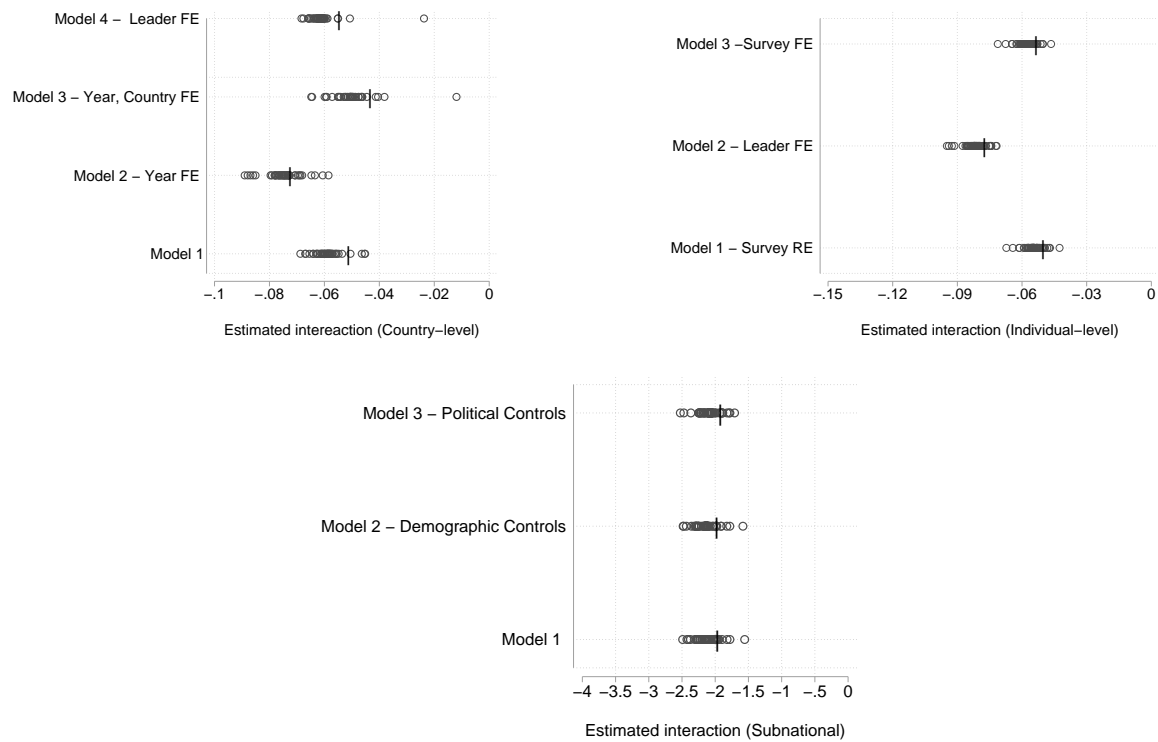 Model 4 – Leader FE
Model 3 – Year, Country FE
Model 2 – Year FE
Model 1
−.1 −.08 −.06 −.04 −.02 0
Estimated intereaction (Country−level)
Model 3 –Survey FE
Model 2 – Leader FE
Model 1 – Survey RE
−.15 −.12 −.09 −.06 −.03 0
Estimated interaction (Individual−level)
Model 3 – Political Controls
Model 2 – Demographic Controls
Model 1
−4 −3.5 −3 −2.5 −2 −1.5 −1 −.5 0
Estimated interaction (Subnational)